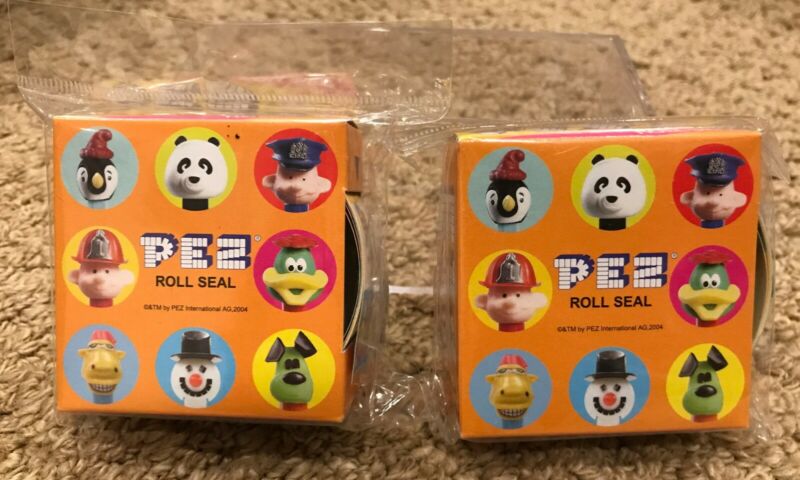 PEZ®
ROLL SEAL
©&TM by PEZ International AG,2004
PEZ®
ROLL SEAL
©&TM by PEZ International AG,2004